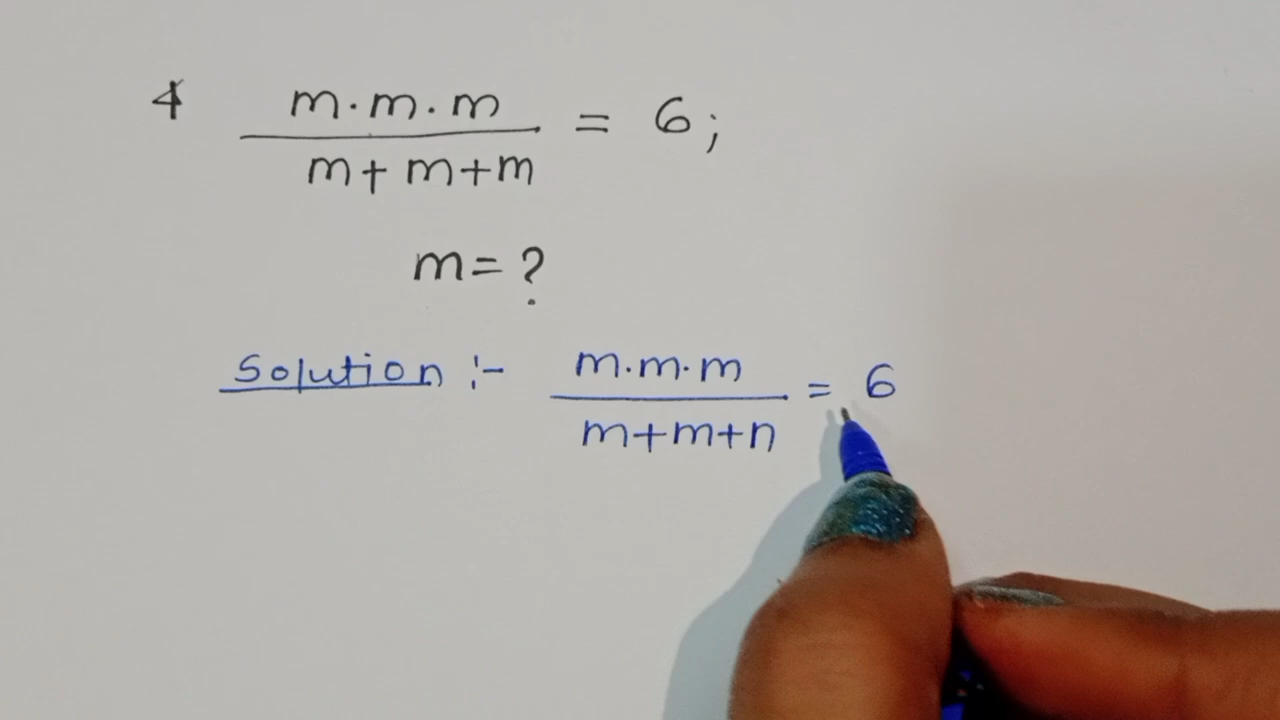 4 m·m·m
m+m+m = 6;
m=?
Solution :- m·m·m
m+m+n = 6